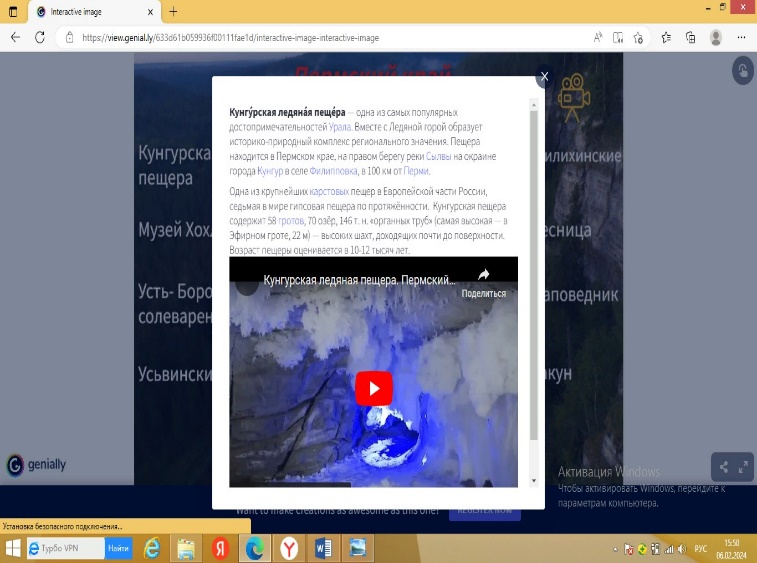 Interactive image
https://view.genial.ly/633d61b059936f00111fae1d/interactive-image-interactive-image
Пермский край
X
Кунгу́рская ледяна́я пеще́ра — одна из самых популярных
достопримечательностей Урала. Вместе с Ледяной горой образует
историко-природный комплекс регионального значения. Пещера
находится в Пермском крае, на правом берегу реки Сылвы на окраине
города Кунгур в селе Филипповка, в 100 км от Перми.
Одна из крупнейших карстовых пещер в Европейской части России,
седьмая в мире гипсовая пещера по протяжённости. Кунгурская пещера
содержит 58 гротов, 70 озёр, 146 т. н. «органных труб» (самая высокая — в
Эфирном гроте, 22 м) — высоких шахт, доходящих почти до поверхности.
Возраст пещеры оценивается в 10-12 тысяч лет.
Кунгурская ледяная пещера. Пермский...
Поделиться
Кунгурска
пещера
Музей Хох
Усть- Боро
солеварен
Усьвински
илихинские
есница
аповедник
кун
genially
Want to make creations as awesome as this one?
REGISTER NOW
Активация Windows
Чтобы активировать Windows, перейдите к
параметрам компьютера.
Установка безопасного подключения...
Турбо VPN
Найти
РУС
15:50
06.02.2024